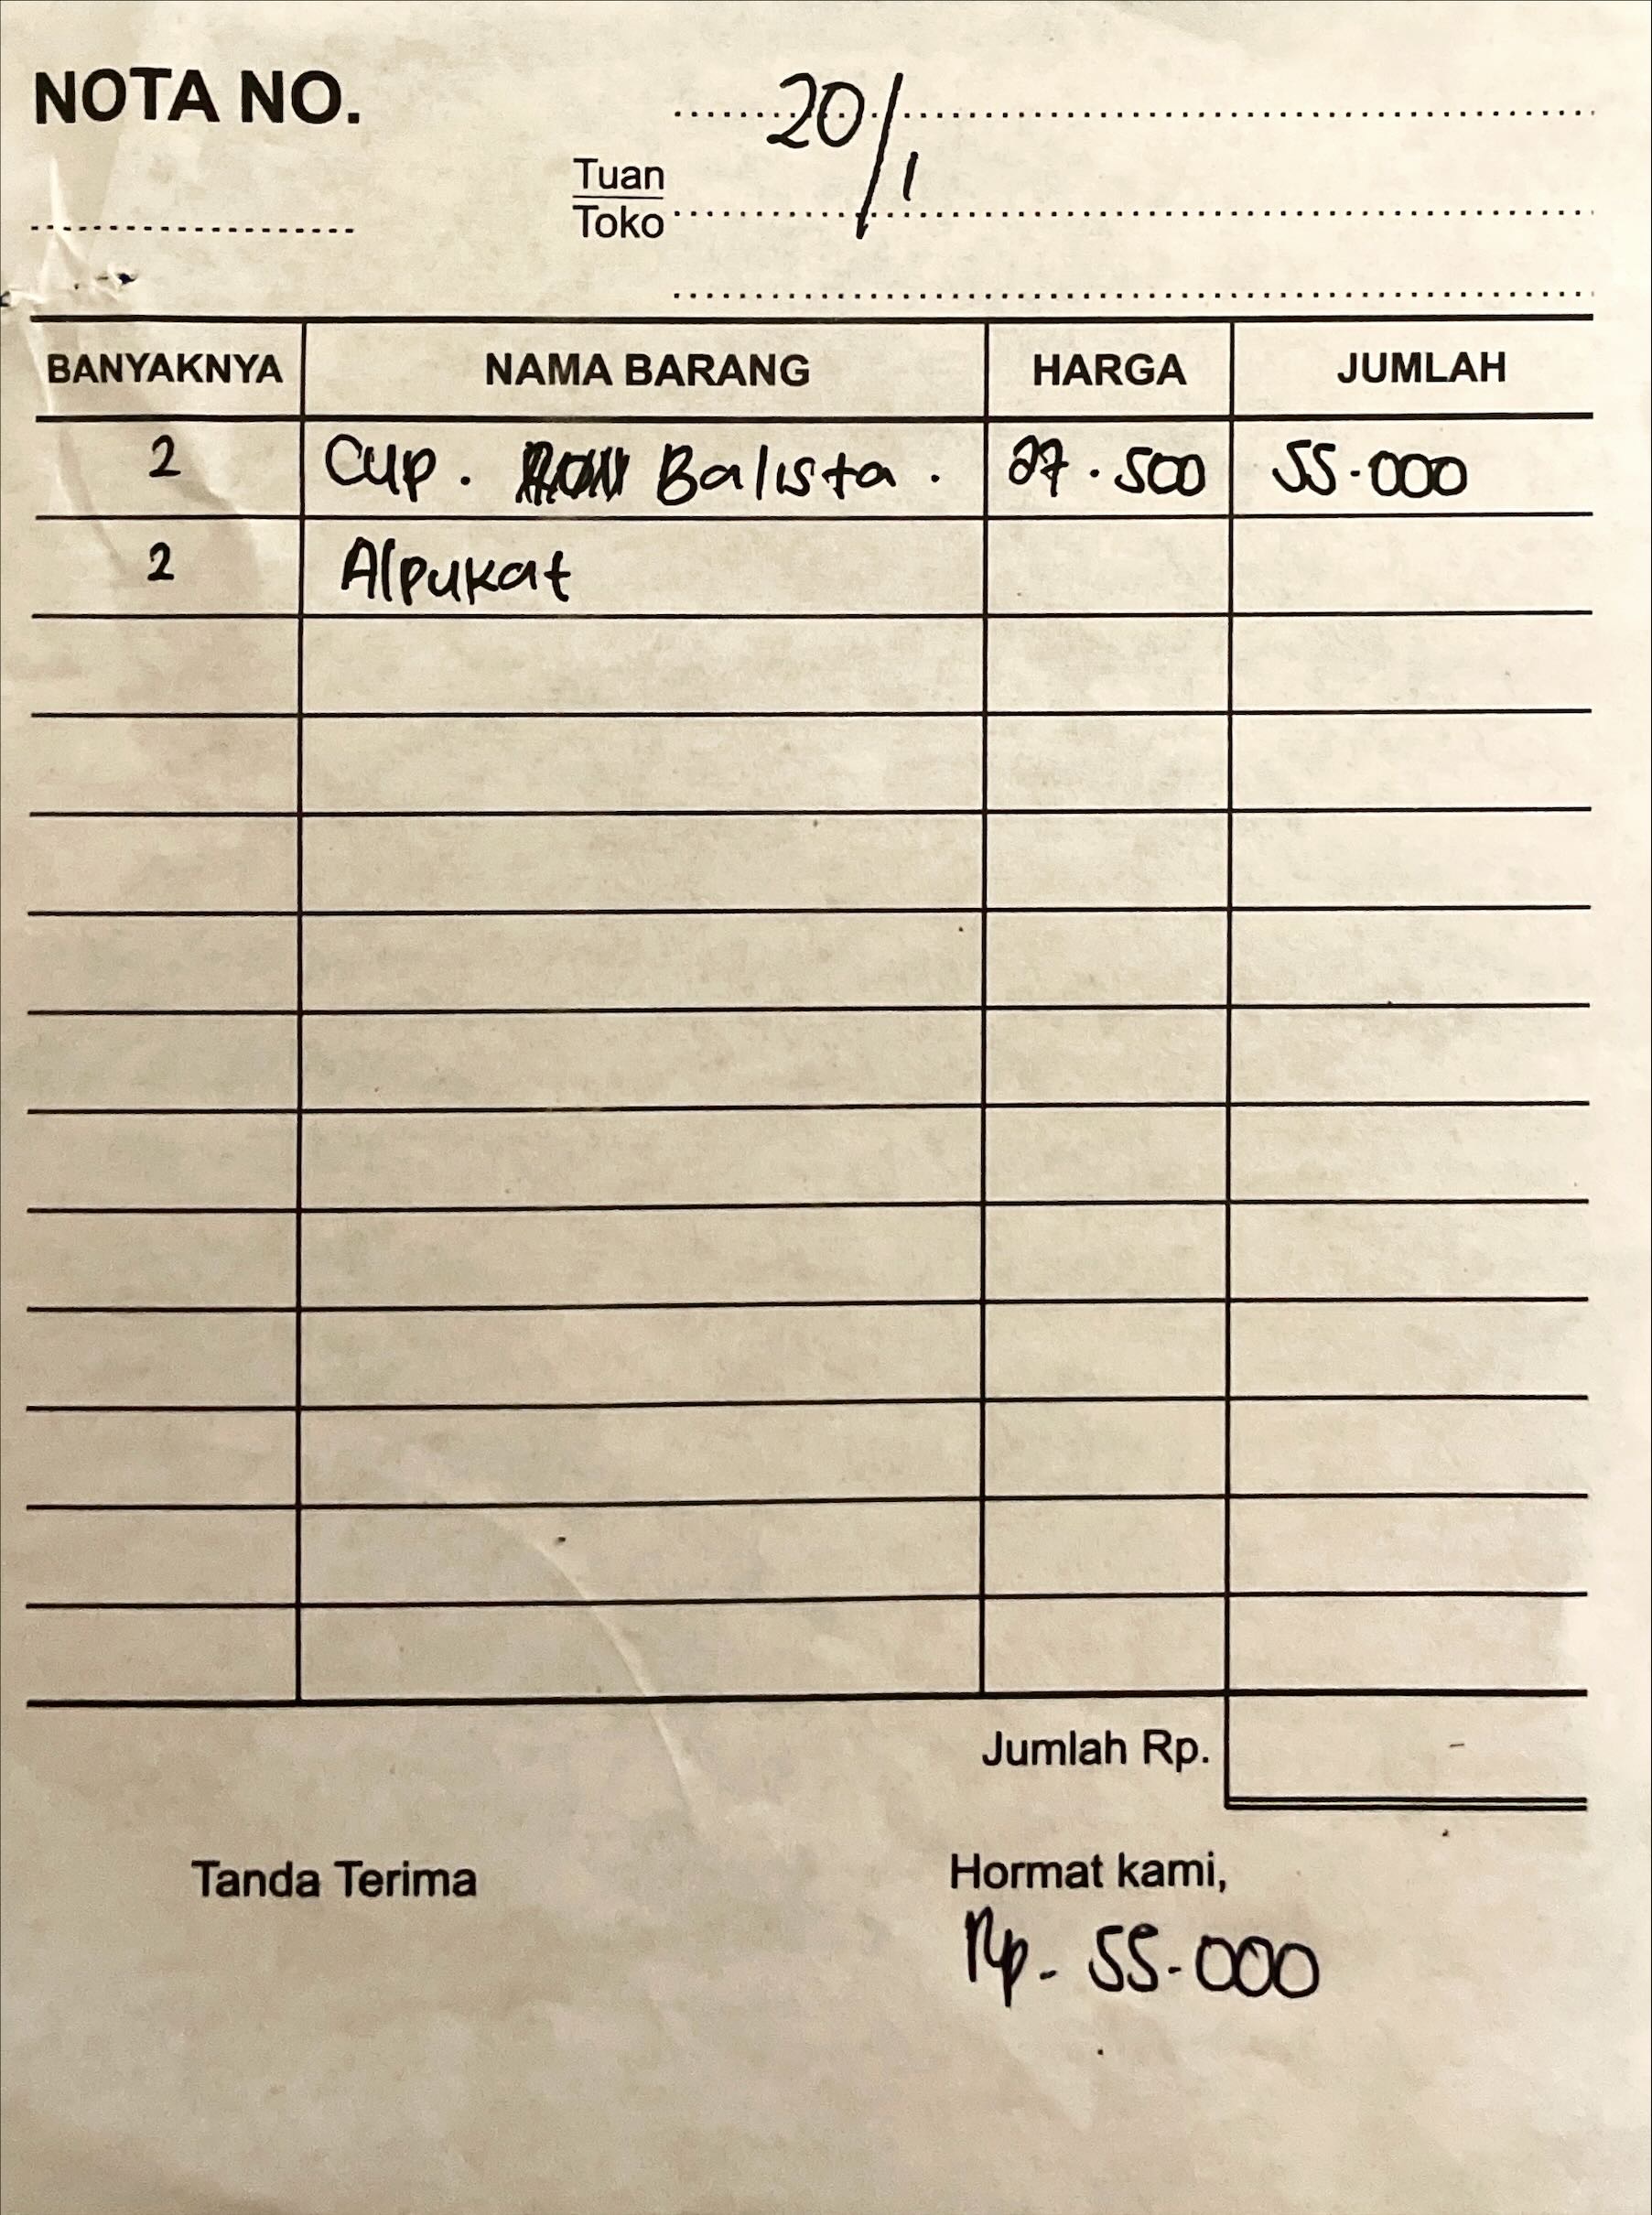 NOTA NO.
20/1
Tuan
Toko
BANYAKNYA NAMA BARANG HARGA JUMLAH
2 Cup. Balista. 27.500 55.000
2 Alpukat
Jumlah Rp. -
Tanda Terima Hormat kami,
Rp- 55.000